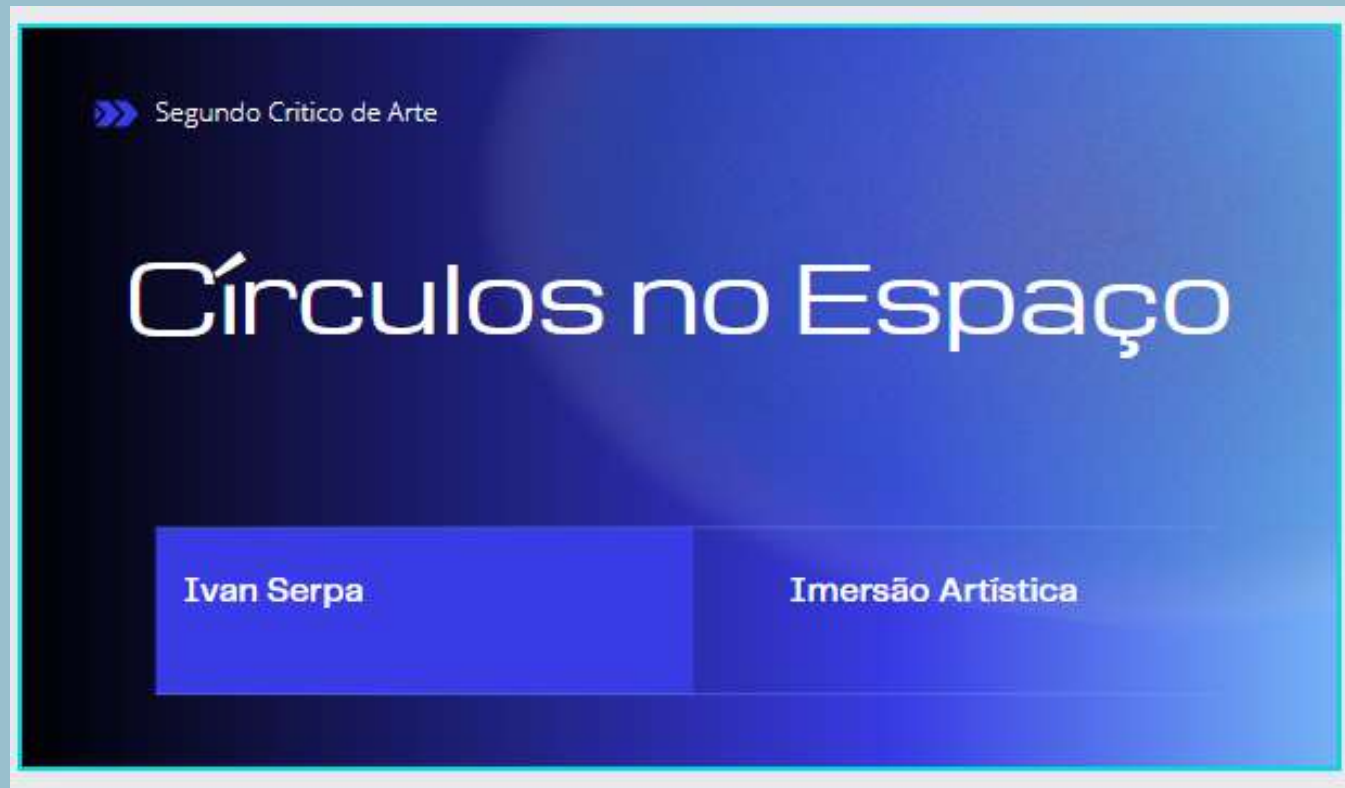 Segundo Critico de Arte
Círculos no Espaço
Ivan Serpa
Imersão Artística